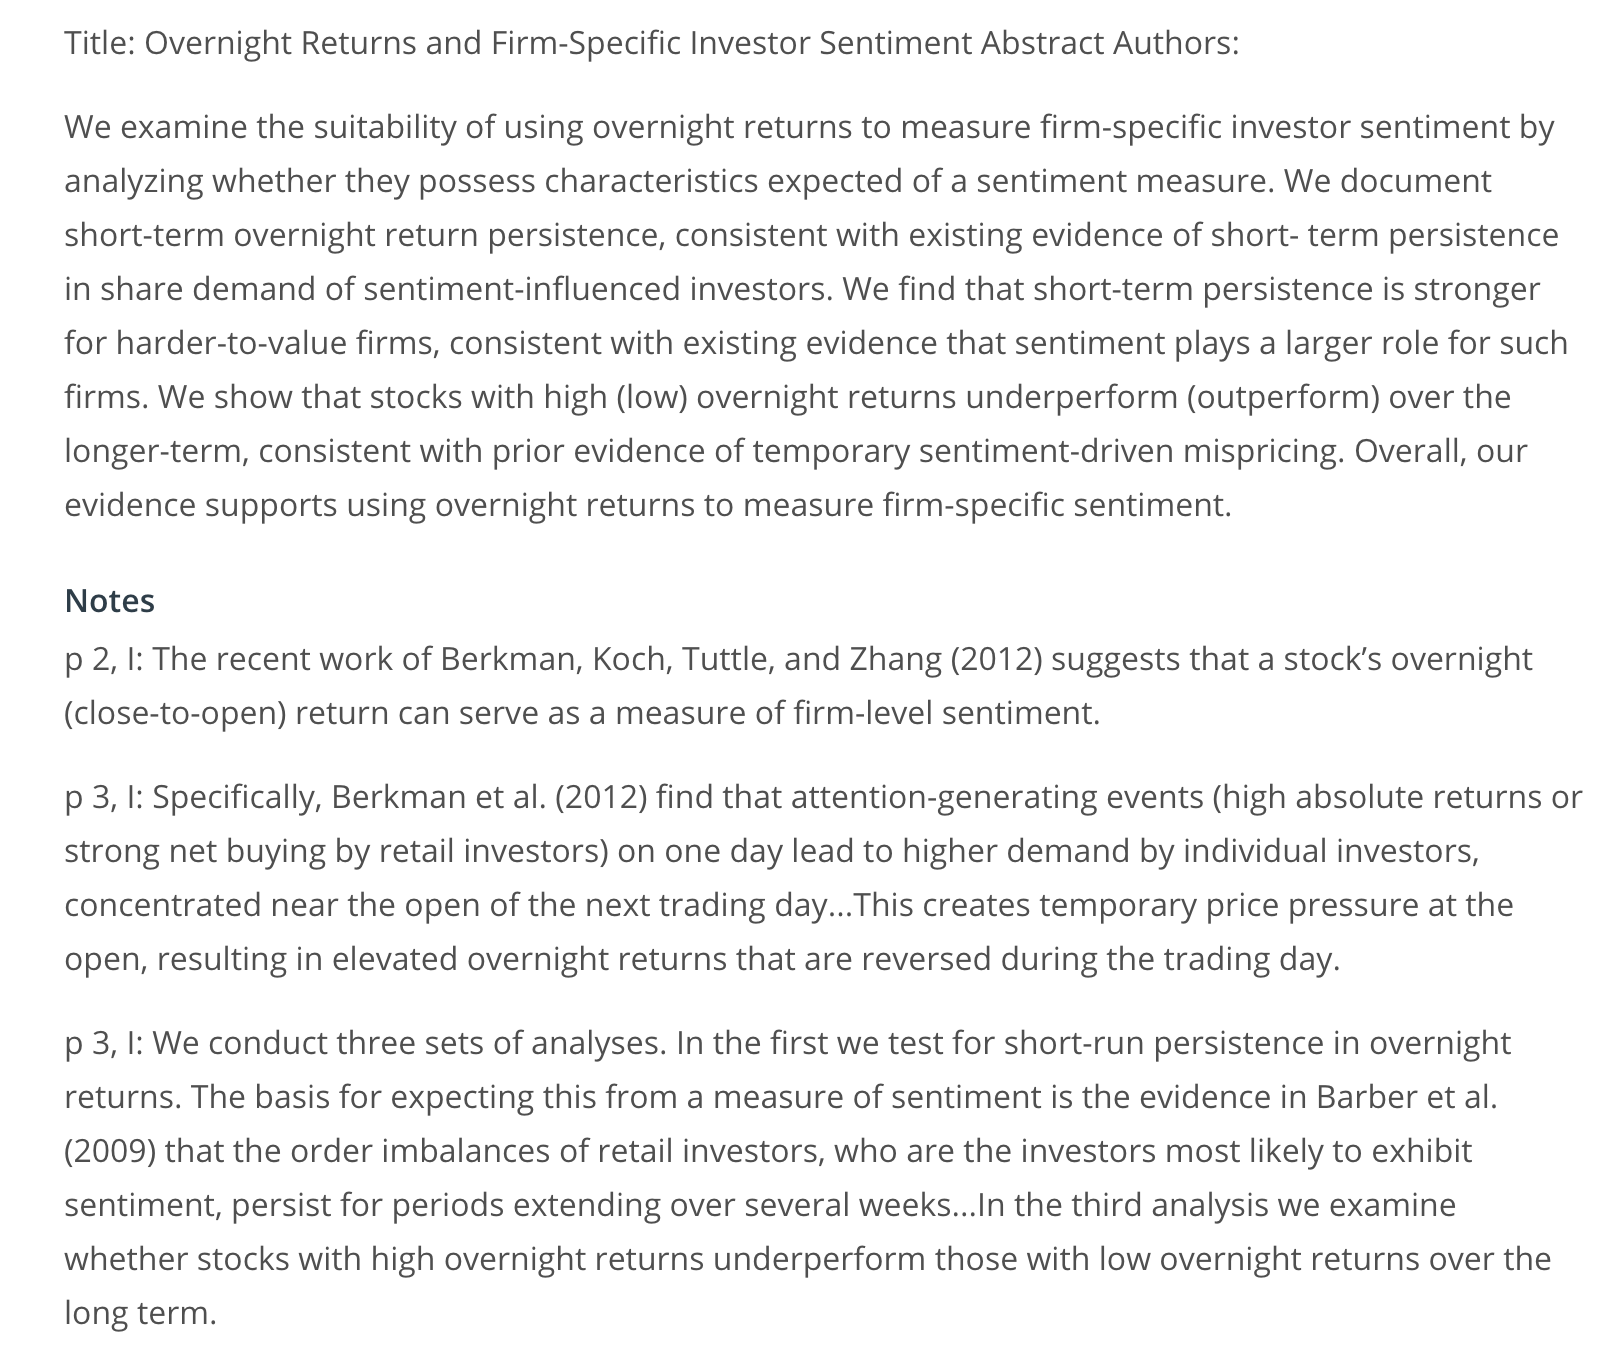 Title: Overnight Returns and Firm-Specific Investor Sentiment Abstract Authors:
We examine the suitability of using overnight returns to measure firm-specific investor sentiment by
analyzing whether they possess characteristics expected of a sentiment measure. We document
short-term overnight return persistence, consistent with existing evidence of short- term persistence
in share demand of sentiment-influenced investors. We find that short-term persistence is stronger
for harder-to-value firms, consistent with existing evidence that sentiment plays a larger role for such
firms. We show that stocks with high (low) overnight returns underperform (outperform) over the
longer-term, consistent with prior evidence of temporary sentiment-driven mispricing. Overall, our
evidence supports using overnight returns to measure firm-specific sentiment.
Notes
p 2, I: The recent work of Berkman, Koch, Tuttle, and Zhang (2012) suggests that a stock’s overnight
(close-to-open) return can serve as a measure of firm-level sentiment.
p 3, I: Specifically, Berkman et al. (2012) find that attention-generating events (high absolute returns or
strong net buying by retail investors) on one day lead to higher demand by individual investors,
concentrated near the open of the next trading day...This creates temporary price pressure at the
open, resulting in elevated overnight returns that are reversed during the trading day.
p 3, I: We conduct three sets of analyses. In the first we test for short-run persistence in overnight
returns. The basis for expecting this from a measure of sentiment is the evidence in Barber et al.
(2009) that the order imbalances of retail investors, who are the investors most likely to exhibit
sentiment, persist for periods extending over several weeks...In the third analysis we examine
whether stocks with high overnight returns underperform those with low overnight returns over the
long term.